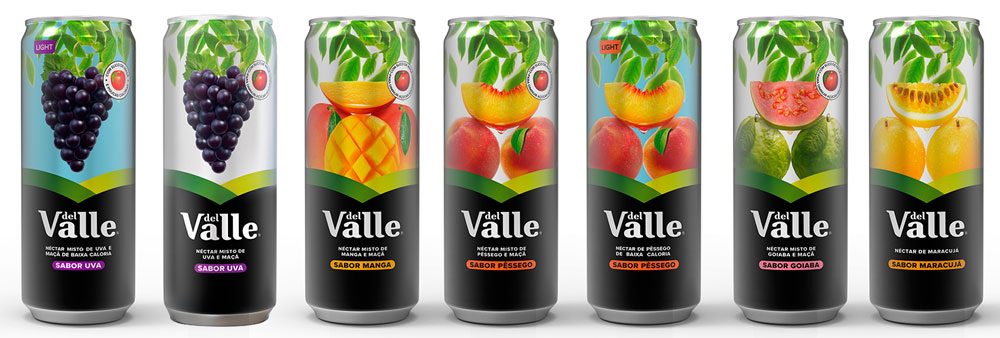 LIGHT
del
Valle
NÉCTAR MISTO DE UVA E
MAÇÃ DE BAIXA CALORIA
SABOR UVA
del
Valle
NÉCTAR MISTO DE
UVA E MAÇÃ
SABOR UVA
del
Valle
NÉCTAR MISTO DE
MANGA E MAÇÃ
SABOR MANGA
del
Valle
NÉCTAR MISTO DE
PÊSSEGO E MAÇÃ
SABOR PÊSSEGO
LIGHT
del
Valle
NÉCTAR DE PÊSSEGO
DE BAIXA CALORIA
SABOR PÊSSEGO
del
Valle
NÉCTAR MISTO DE
GOIABA E MAÇÃ
SABOR GOIABA
del
Valle
NÉCTAR DE MARACUJÁ
SABOR MARACUJÁ